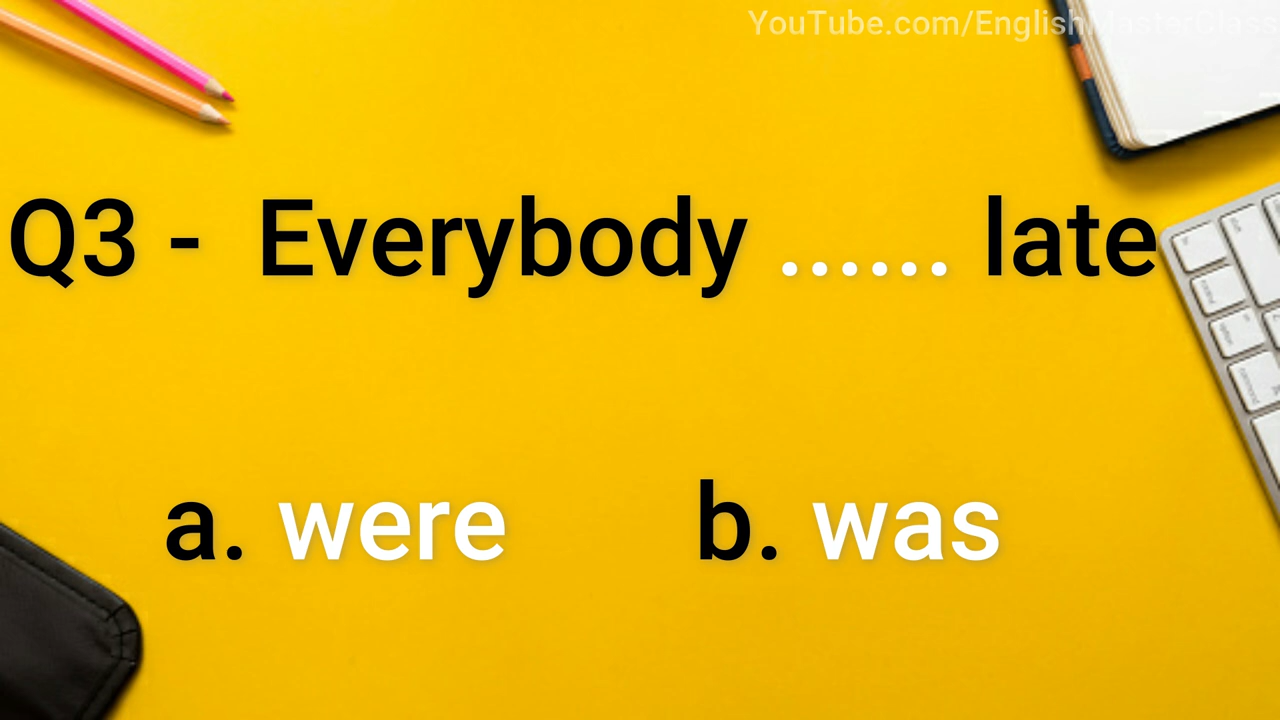 YouTube.com/EnglishMasterClass
Q3 - Everybody ...... late
a. were b. was